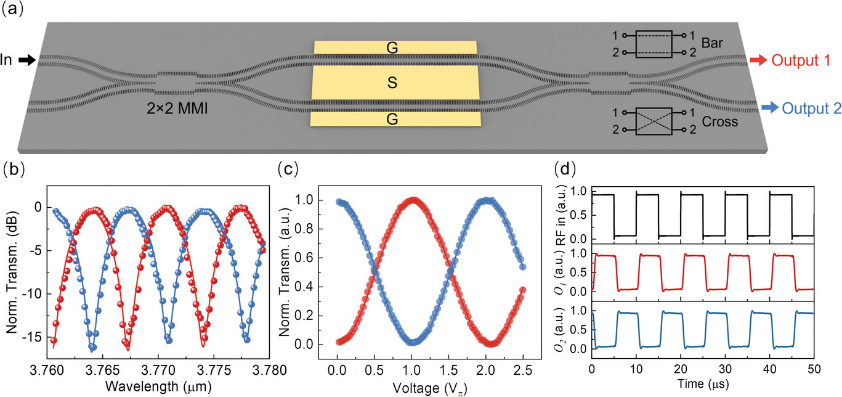 (a)
In
G
S
G
2×2 MMI
1 1
2 2
Bar
1 1
2 2
Cross
Output 1
Output 2
(b)
Norm. Transm. (dB)
0
-5
-10
-15
3.760 3.765 3.770 3.775 3.780
Wavelength (μm)
(c)
Norm. Transm. (a.u.)
1.0
0.8
0.6
0.4
0.2
0.0
0.0 0.5 1.0 1.5 2.0 2.5
Voltage (Vπ)
(d)
RF in (a.u.)
1.0
0.5
0.0
O1 (a.u.)
1.0
0.5
0.0
O2 (a.u.)
1.0
0.5
0.0
0 10 20 30 40 50
Time (μs)